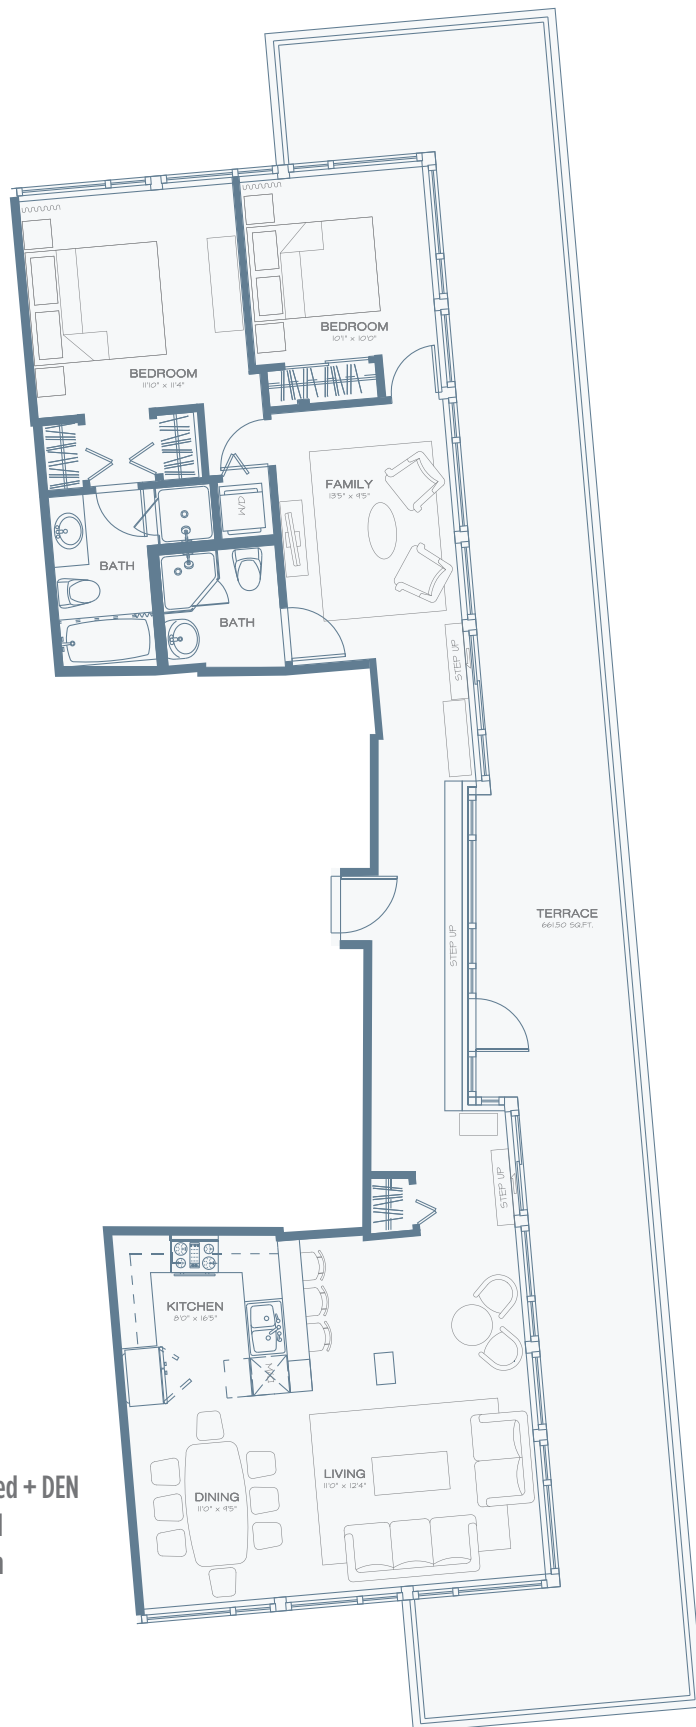 BEDROOM
10'1" x 10'0"
BEDROOM
11'10" x 11'4"
FAMILY
13'5" x 9'5"
W/D
BATH
BATH
STEP UP
TERRACE
661.50 SQ.FT.
STEP UP
STEP UP
KITCHEN
8'0" x 16'5"
LIVING
11'0" x 12'4"
DINING
11'0" x 9'5"
ed + DEN